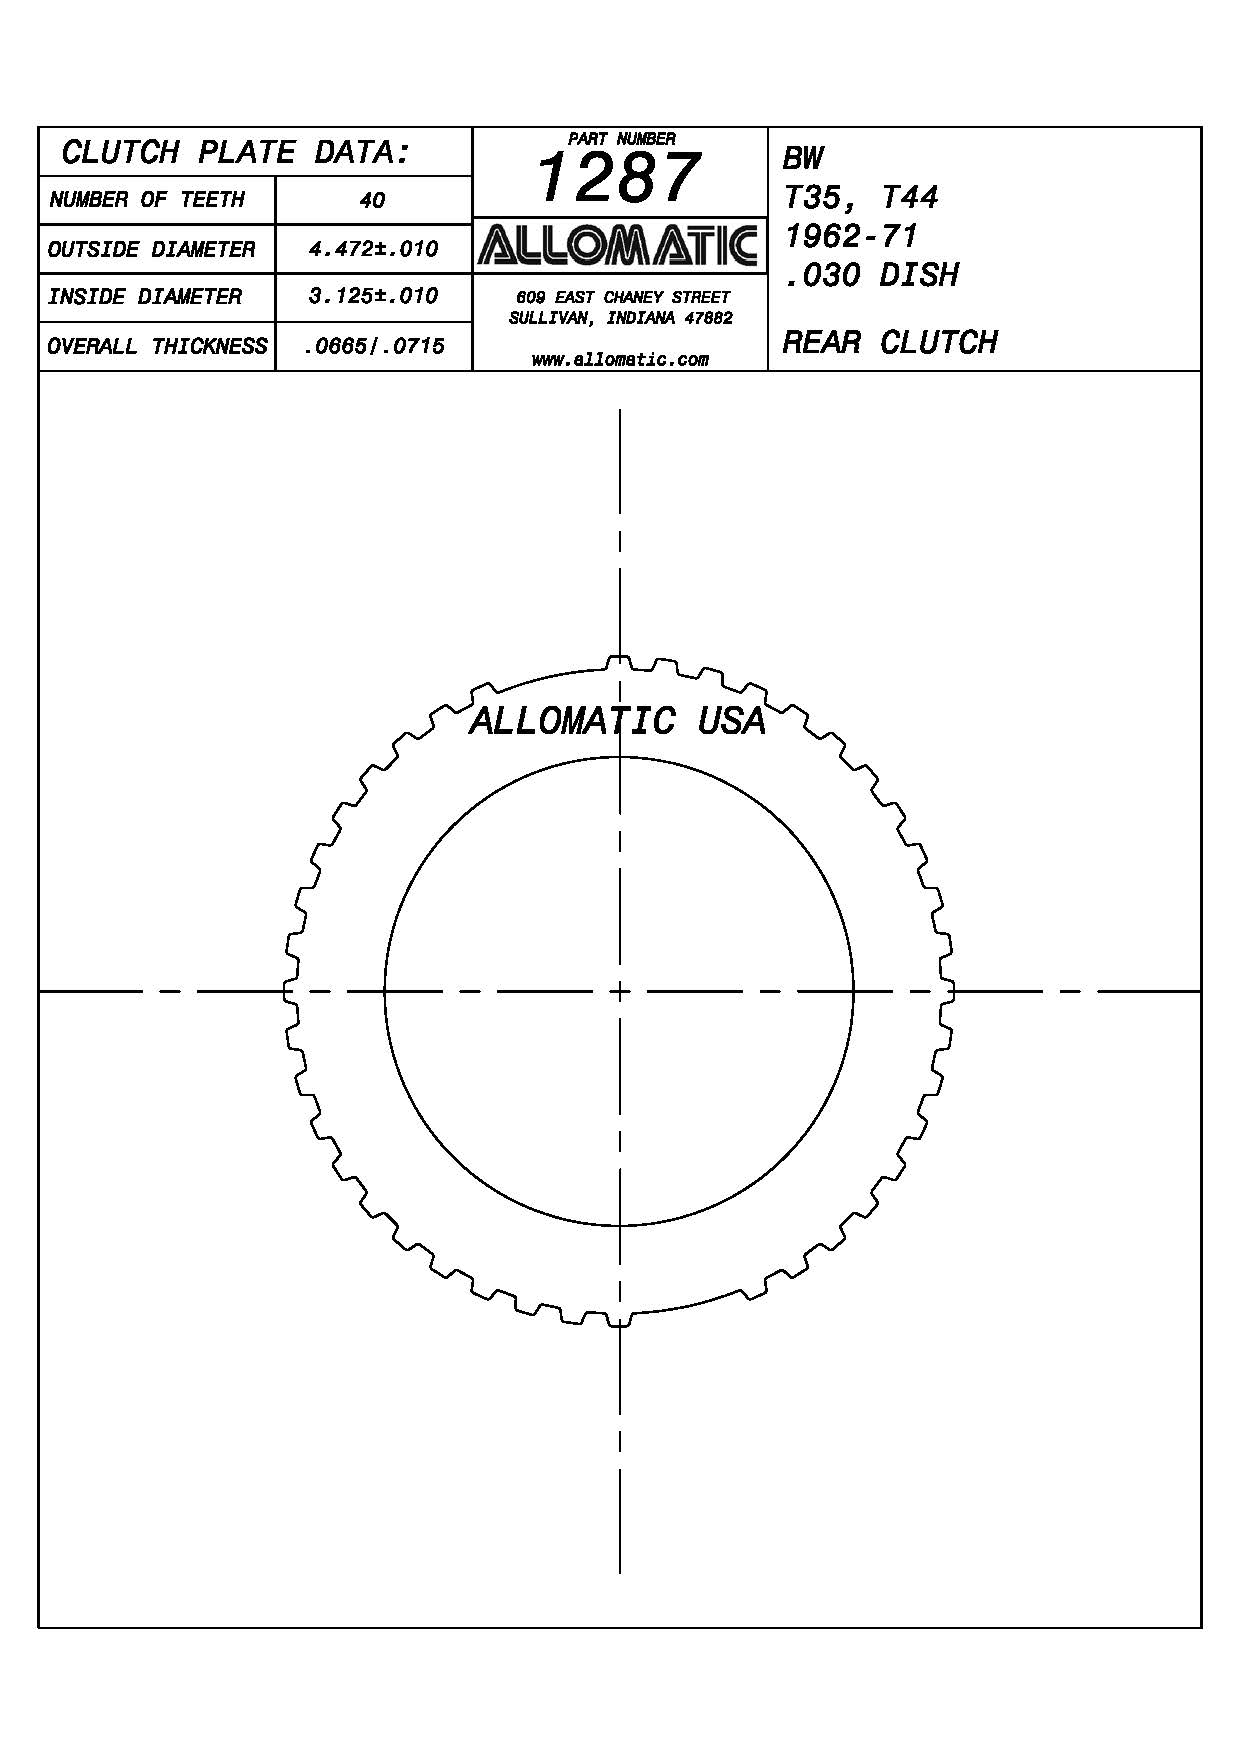 CLUTCH PLATE DATA:
NUMBER OF TEETH 40
OUTSIDE DIAMETER 4.472±.010
INSIDE DIAMETER 3.125±.010
OVERALL THICKNESS .0665/.0715
PART NUMBER
1287
ALLOMATIC
609 EAST CHANEY STREET
SULLIVAN, INDIANA 47882
www.allomatic.com
BW
T35, T44
1962-71
.030 DISH
REAR CLUTCH
ALLOMATIC USA